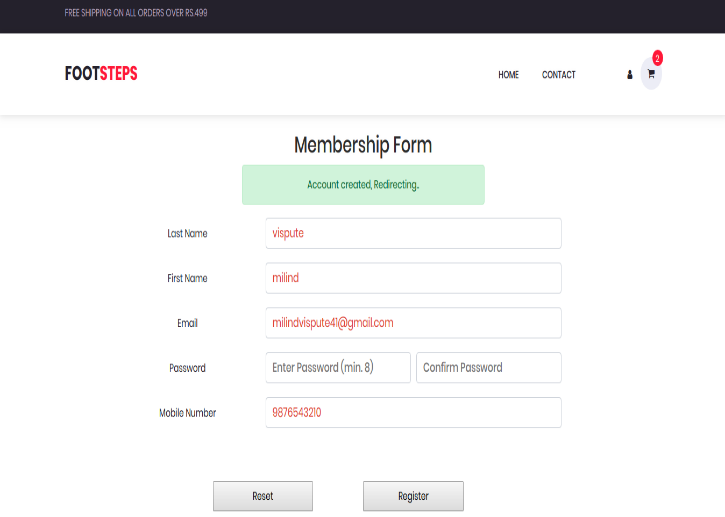 FREE SHIPPING ON ALL ORDERS OVER RS.499
FOOTSTEPS HOME CONTACT 2
Membership Form
Account created, Redirecting..
Last Name vispute
First Name milind
Email milindvispute41@gmail.com
Password Enter Password (min. 8) Confirm Password
Mobile Number 9876543210
Reset Register